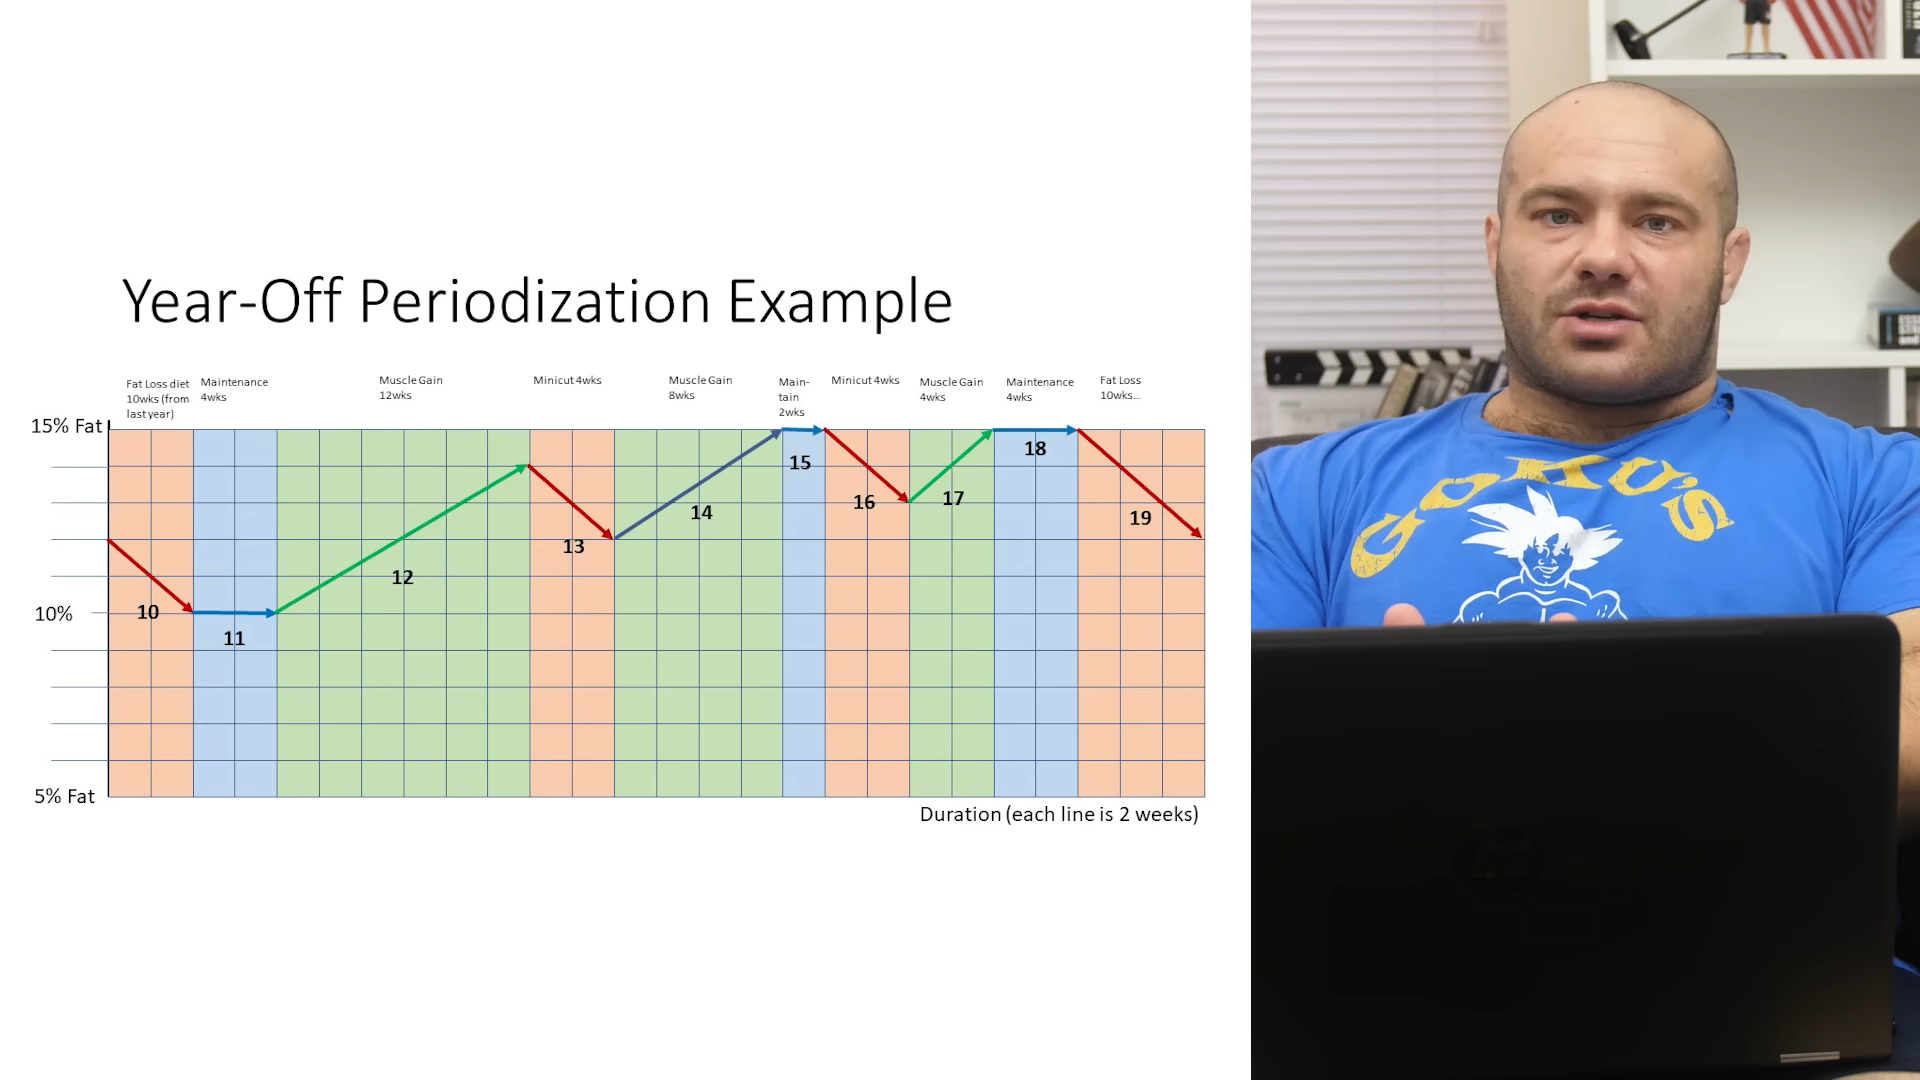 Year-Off Periodization Example
Fat Loss diet
10wks (from
last year)
Maintenance
4wks
Muscle Gain
12wks
Minicut 4wks
Muscle Gain
8wks
Main-
tain
2wks
Minicut 4wks
Muscle Gain
4wks
Maintenance
4wks
Fat Loss
10wks...
15% Fat
10%
5% Fat
10
11
12
13
14
15
16
17
18
19
Duration (each line is 2 weeks)
GOKU'S